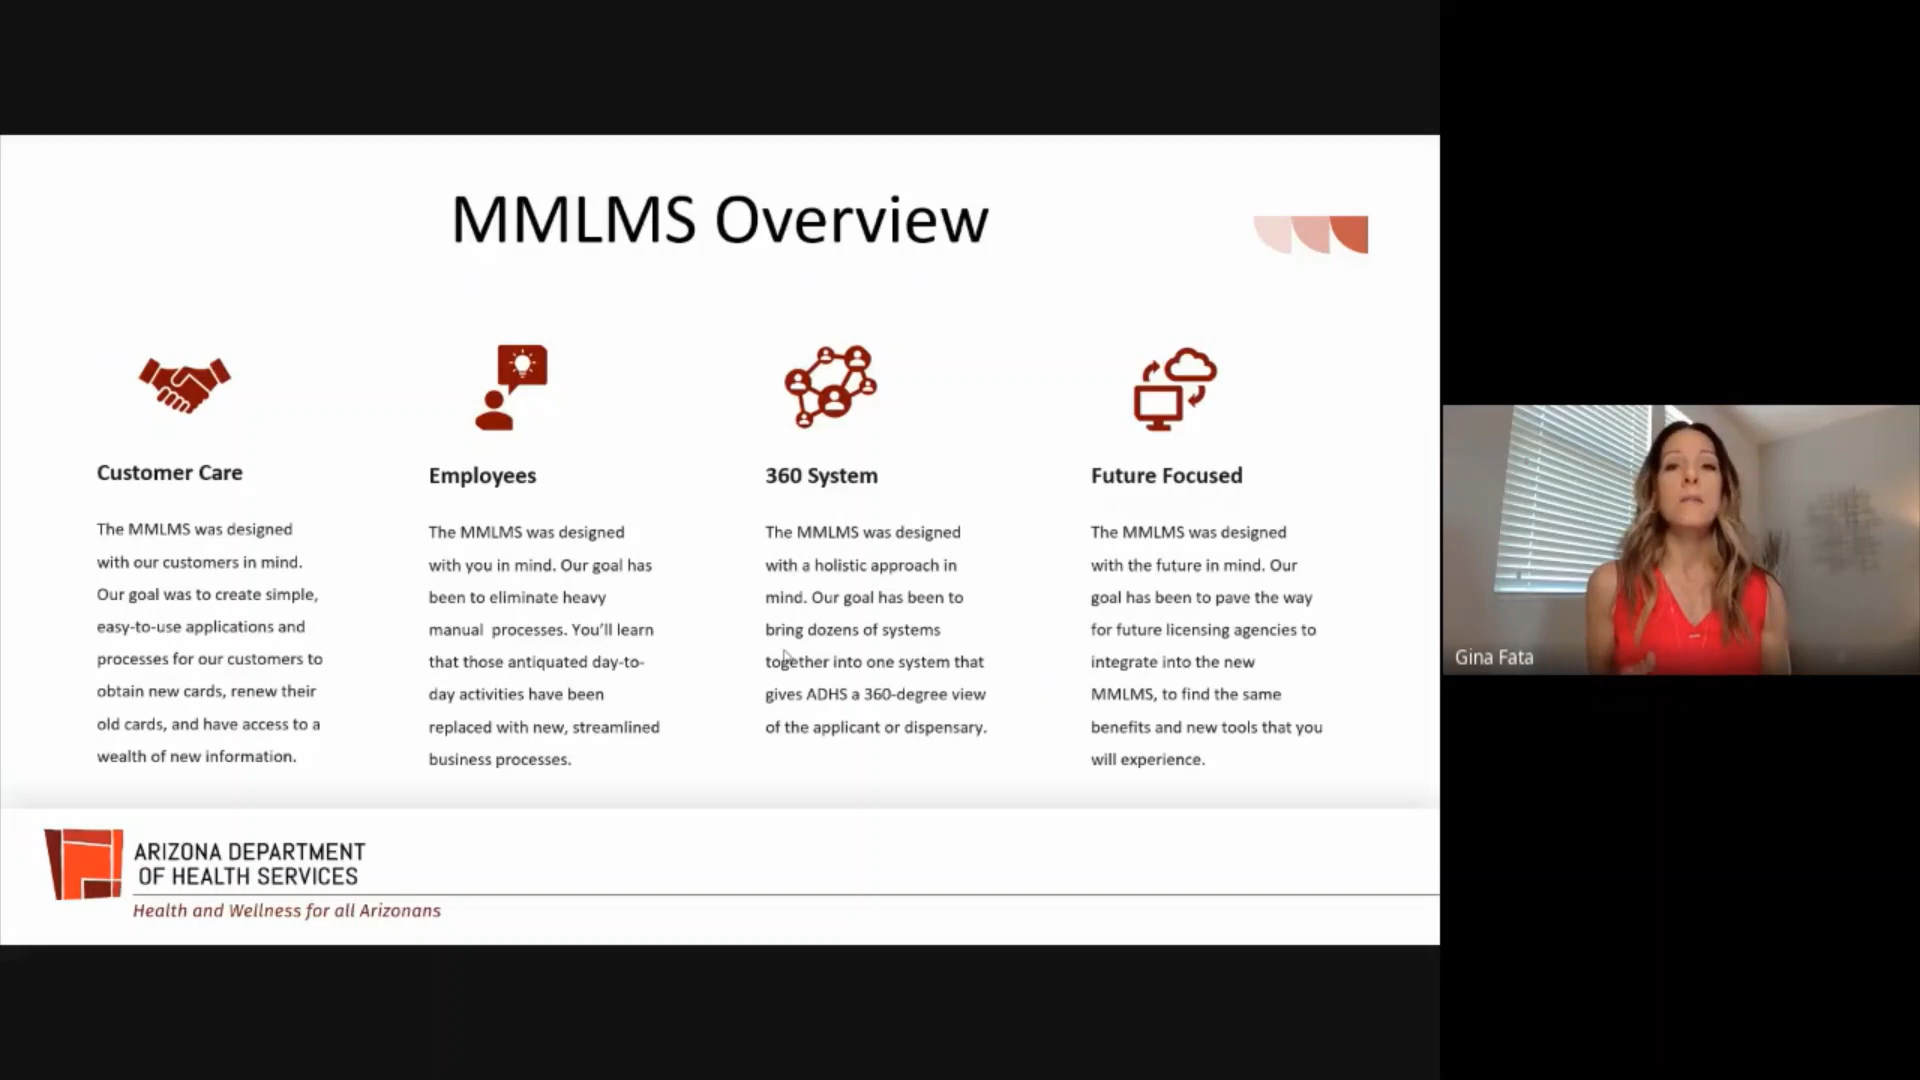 MMLMS Overview
Customer Care
The MMLMS was designed
with our customers in mind.
Our goal was to create simple,
easy-to-use applications and
processes for our customers to
obtain new cards, renew their
old cards, and have access to a
wealth of new information.
Employees
The MMLMS was designed
with you in mind. Our goal has
been to eliminate heavy
manual processes. You'll learn
that those antiquated day-to-
day activities have been
replaced with new, streamlined
business processes.
360 System
The MMLMS was designed
with a holistic approach in
mind. Our goal has been to
bring dozens of systems
together into one system that
gives ADHS a 360-degree view
of the applicant or dispensary.
Future Focused
The MMLMS was designed
with the future in mind. Our
goal has been to pave the way
for future licensing agencies to
integrate into the new
MMLMS, to find the same
benefits and new tools that you
will experience.
ARIZONA DEPARTMENT
OF HEALTH SERVICES
Health and Wellness for all Arizonans
Gina Fata